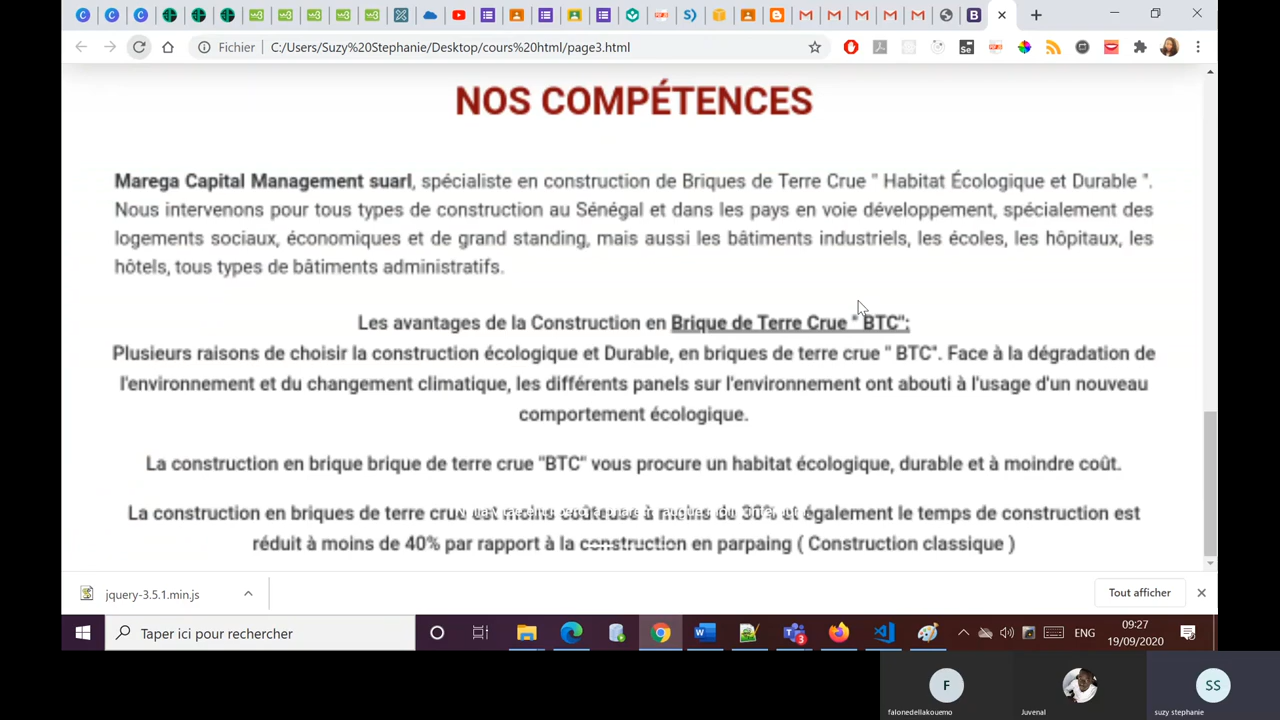 Fichier
C:/Users/Suzy%20Stephanie/Desktop/cours%20html/page3.html
NOS COMPÉTENCES
Marega Capital Management suarl, spécialiste en construction de Briques de Terre Crue " Habitat Écologique et Durable ".
Nous intervenons pour tous types de construction au Sénégal et dans les pays en voie développement, spécialement des
logements sociaux, économiques et de grand standing, mais aussi les bâtiments industriels, les écoles, les hôpitaux, les
hôtels, tous types de bâtiments administratifs.
Les avantages de la Construction en Brique de Terre Crue " BTC":
Plusieurs raisons de choisir la construction écologique et Durable, en briques de terre crue " BTC". Face à la dégradation de
l'environnement et du changement climatique, les différents panels sur l'environnement ont abouti à l'usage d'un nouveau
comportement écologique.
La construction en brique brique de terre crue "BTC" vous procure un habitat écologique, durable et à moindre coût.
La construction en briques de terre crue également le temps de construction est
réduit à moins de 40% par rapport à la construction en parpaing ( Construction classique )
jquery-3.5.1.min.js
Tout afficher
Taper ici pour rechercher
3
ENG
09:27
19/09/2020
F
SS
falonedellakouemo
Juvenal
suzy stephanie